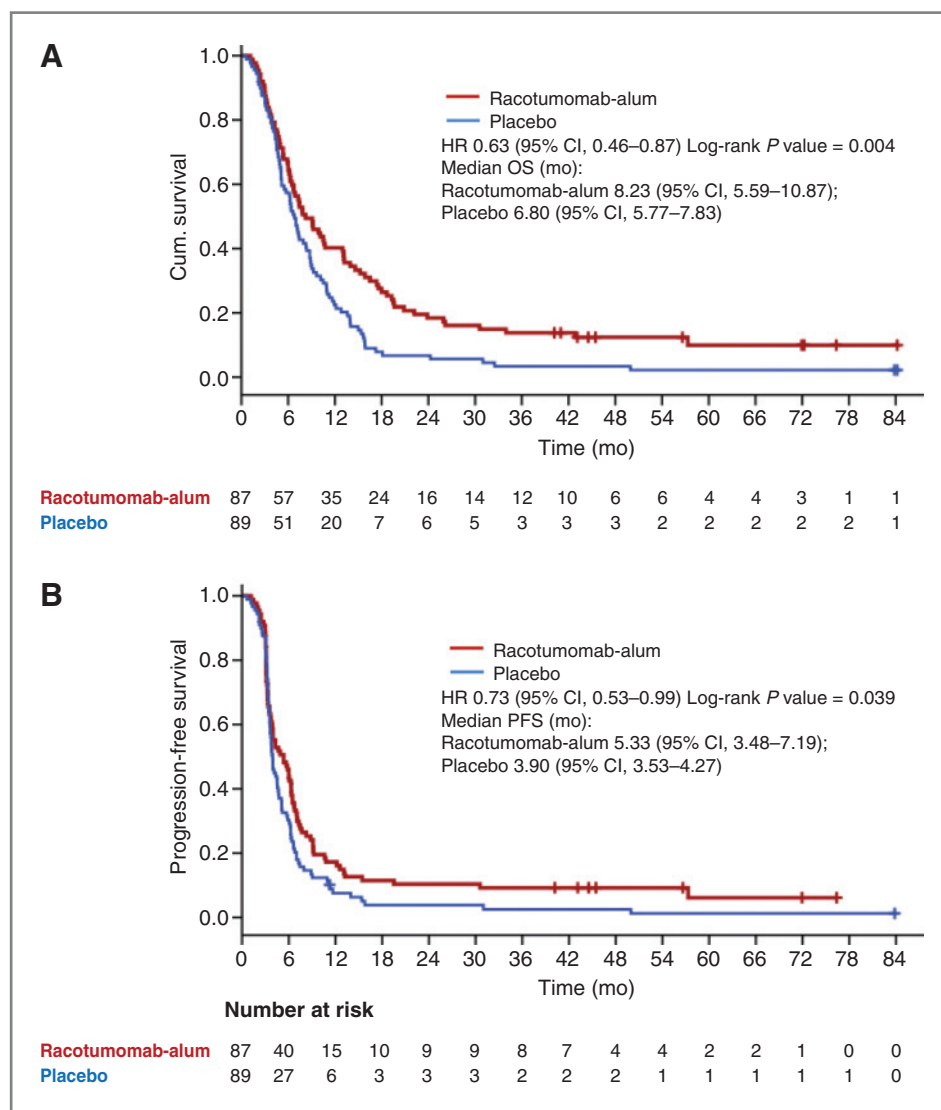 A
1.0
0.8
0.6
0.4
0.2
0.0
Cum. survival
Racotumomab-alum
Placebo
HR 0.63 (95% CI, 0.46–0.87) Log-rank P value = 0.004
Median OS (mo):
Racotumomab-alum 8.23 (95% CI, 5.59–10.87);
Placebo 6.80 (95% CI, 5.77–7.83)
0 6 12 18 24 30 36 42 48 54 60 66 72 78 84
Time (mo)
Racotumomab-alum 87 57 35 24 16 14 12 10 6 6 4 4 3 1 1
Placebo 89 51 20 7 6 5 3 3 3 2 2 2 2 2 1
B
1.0
0.8
0.6
0.4
0.2
0.0
Progression-free survival
Racotumomab-alum
Placebo
HR 0.73 (95% CI, 0.53–0.99) Log-rank P value = 0.039
Median PFS (mo):
Racotumomab-alum 5.33 (95% CI, 3.48–7.19);
Placebo 3.90 (95% CI, 3.53–4.27)
0 6 12 18 24 30 36 42 48 54 60 66 72 78 84
Time (mo)
Number at risk
Racotumomab-alum 87 40 15 10 9 9 8 7 4 4 2 2 1 0 0
Placebo 89 27 6 3 3 3 2 2 2 1 1 1 1 1 0